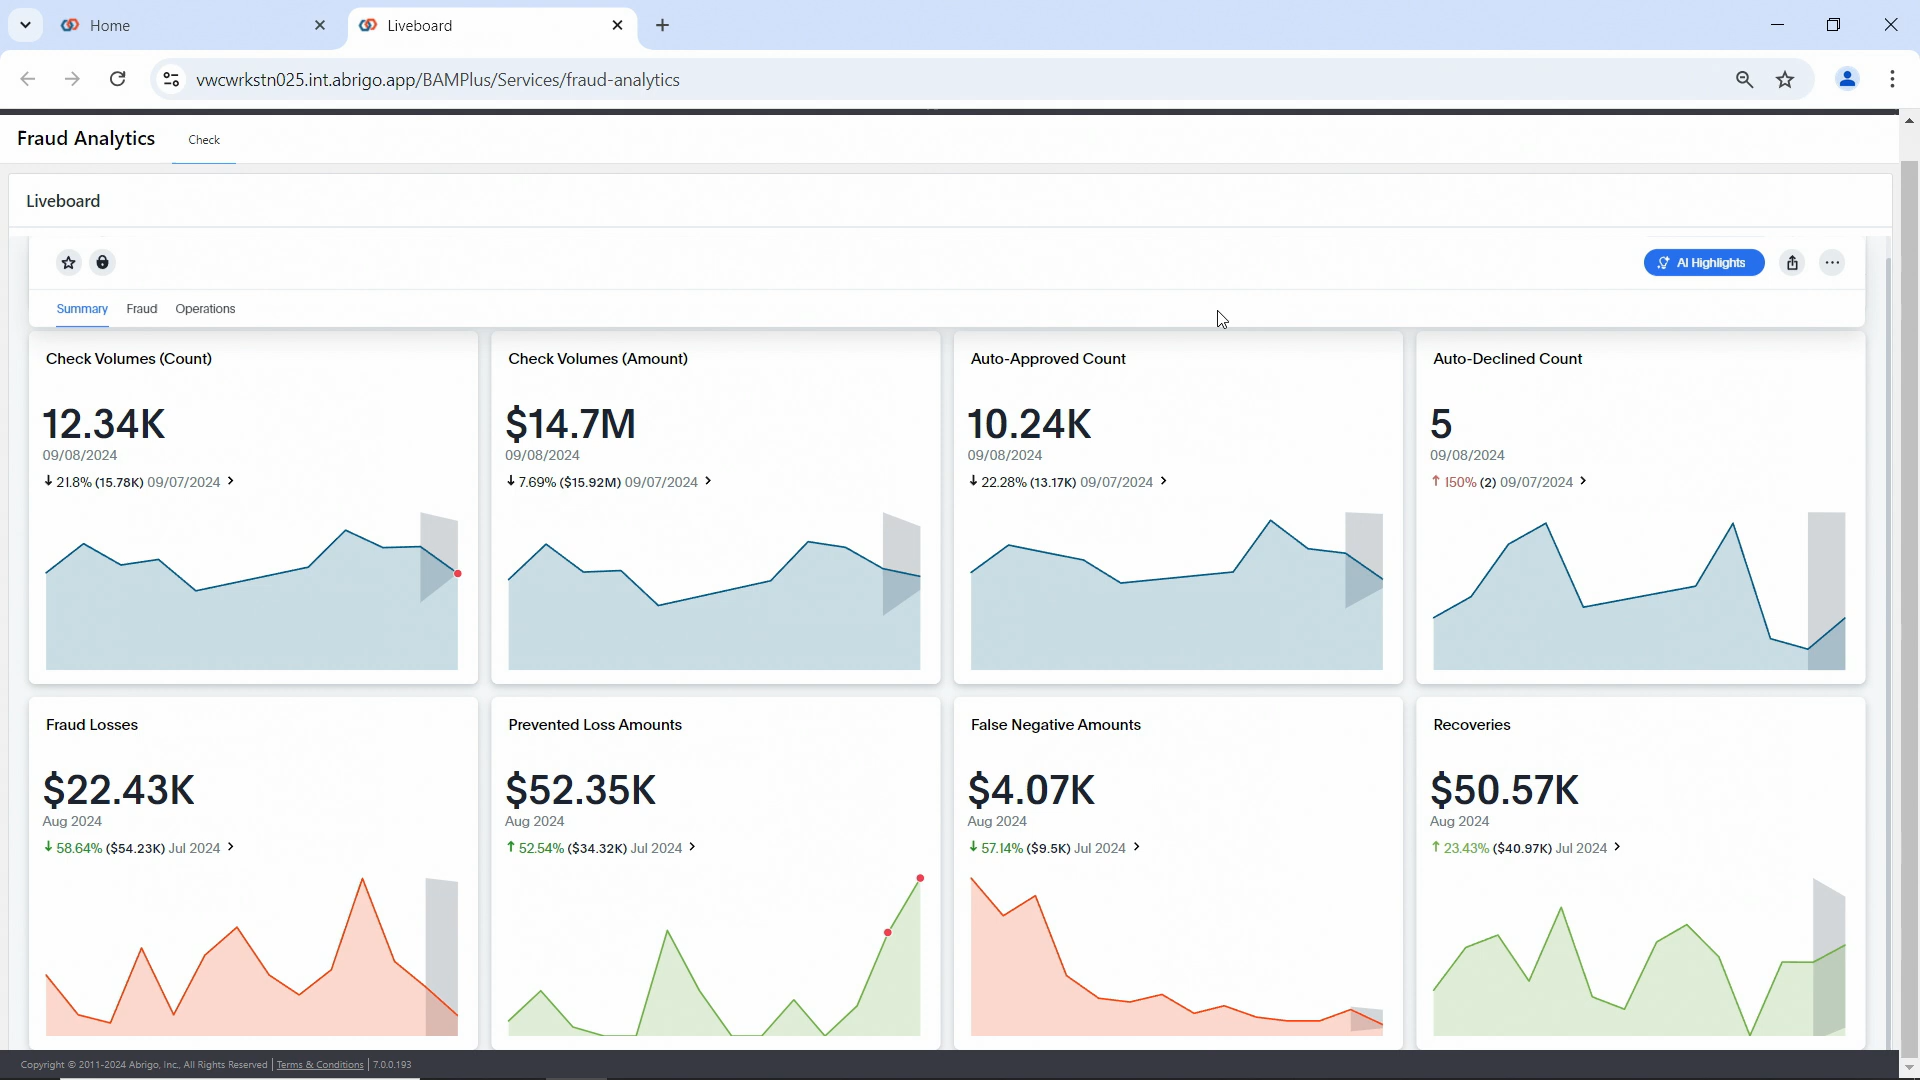 Home
Liveboard
vwcwrkstn025.int.abrigo.app/BAMPlus/Services/fraud-analytics
Fraud Analytics
Check
Liveboard
AI Highlights
Summary
Fraud
Operations
Check Volumes (Count)
12.34K
09/08/2024
↓ 21.8% (15.78K) 09/07/2024 >
Check Volumes (Amount)
$14.7M
09/08/2024
↓ 7.69% ($15.92M) 09/07/2024 >
Auto-Approved Count
10.24K
09/08/2024
↓ 22.28% (13.17K) 09/07/2024 >
Auto-Declined Count
5
09/08/2024
↑ 150% (2) 09/07/2024 >
Fraud Losses
$22.43K
Aug 2024
↓ 58.64% ($54.23K) Jul 2024 >
Prevented Loss Amounts
$52.35K
Aug 2024
↑ 52.54% ($34.32K) Jul 2024 >
False Negative Amounts
$4.07K
Aug 2024
↓ 57.14% ($9.5K) Jul 2024 >
Recoveries
$50.57K
Aug 2024
↑ 23.43% ($40.97K) Jul 2024 >
Copyright © 2011-2024 Abrigo, Inc., All Rights Reserved | Terms & Conditions | 7.0.0.193